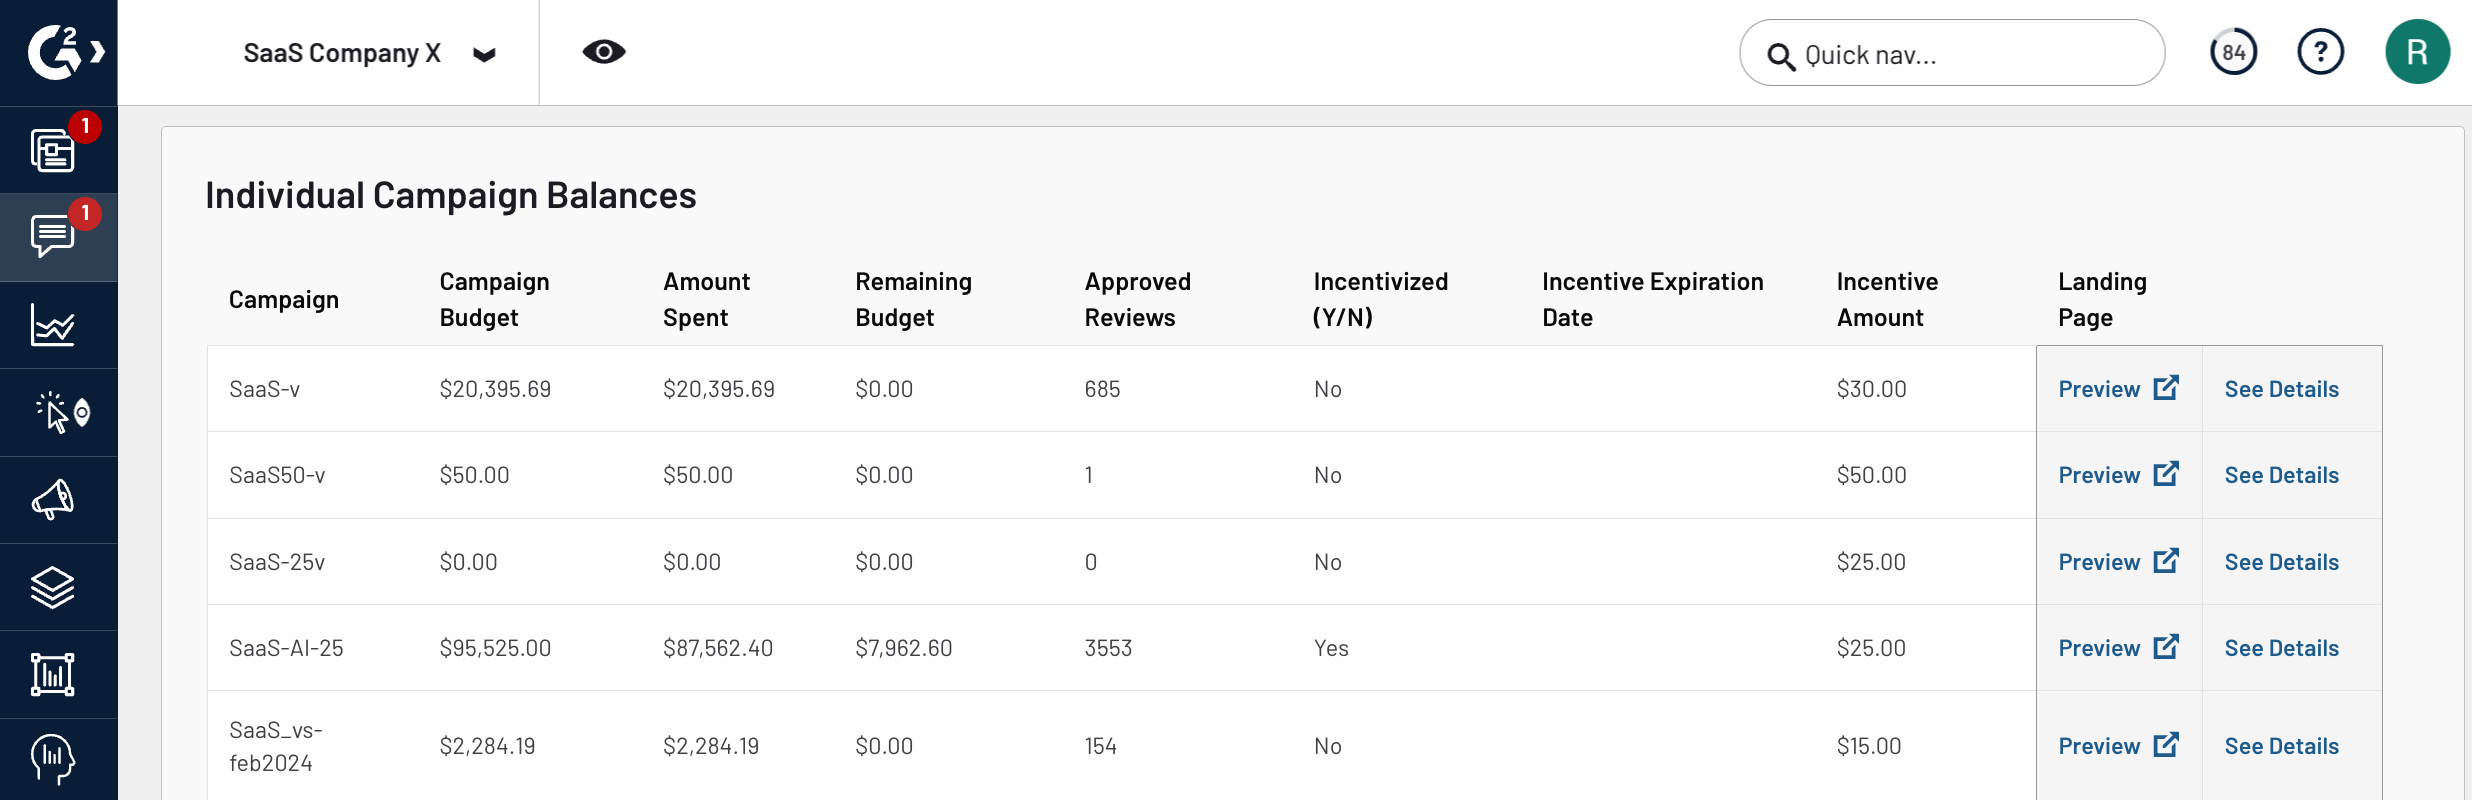 G2
SaaS Company X
Quick nav...
84
?
R
1
1
Individual Campaign Balances
Campaign
Campaign
Budget
Amount
Spent
Remaining
Budget
Approved
Reviews
Incentivized
(Y/N)
Incentive Expiration
Date
Incentive
Amount
Landing
Page
SaaS-v $20,395.69 $20,395.69 $0.00 685 No $30.00 Preview See Details
SaaS50-v $50.00 $50.00 $0.00 1 No $50.00 Preview See Details
SaaS-25v $0.00 $0.00 $0.00 0 No $25.00 Preview See Details
SaaS-AI-25 $95,525.00 $87,562.40 $7,962.60 3553 Yes $25.00 Preview See Details
SaaS_vs-
feb2024
$2,284.19 $2,284.19 $0.00 154 No $15.00 Preview See Details